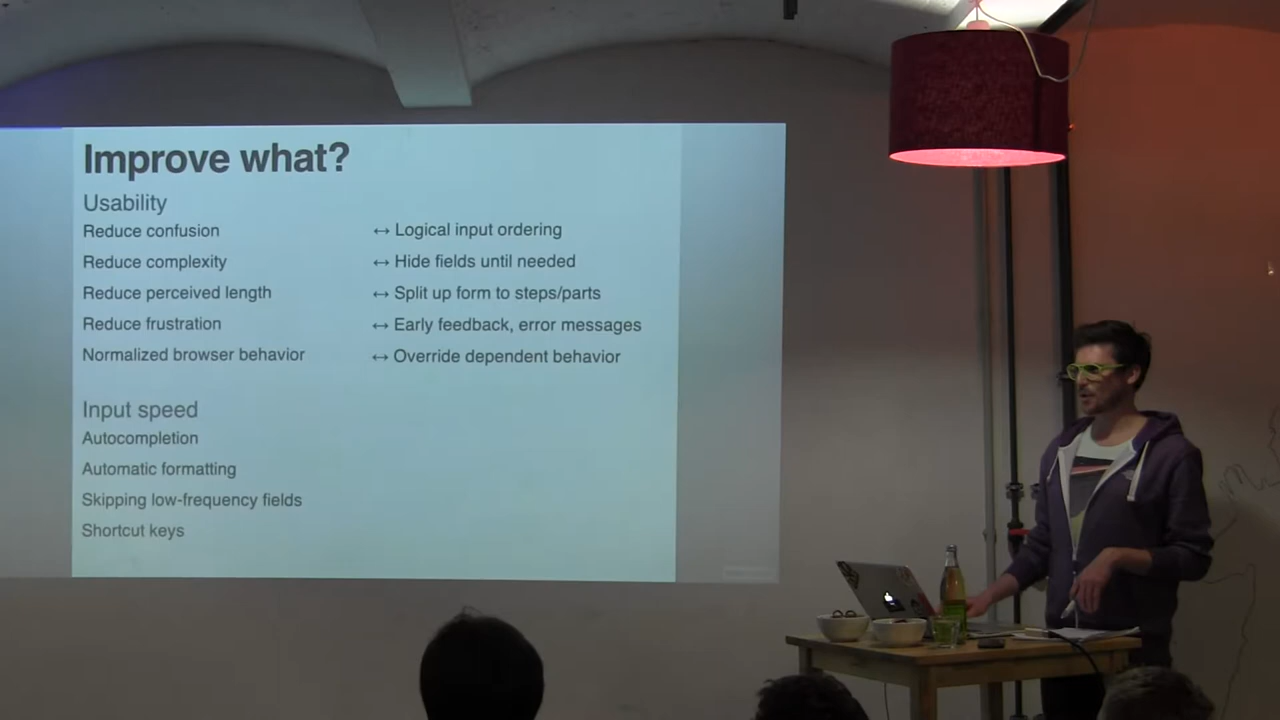 Improve what?
Usability
Reduce confusion ↔ Logical input ordering
Reduce complexity ↔ Hide fields until needed
Reduce perceived length ↔ Split up form to steps/parts
Reduce frustration ↔ Early feedback, error messages
Normalized browser behavior ↔ Override dependent behavior
Input speed
Autocompletion
Automatic formatting
Skipping low-frequency fields
Shortcut keys